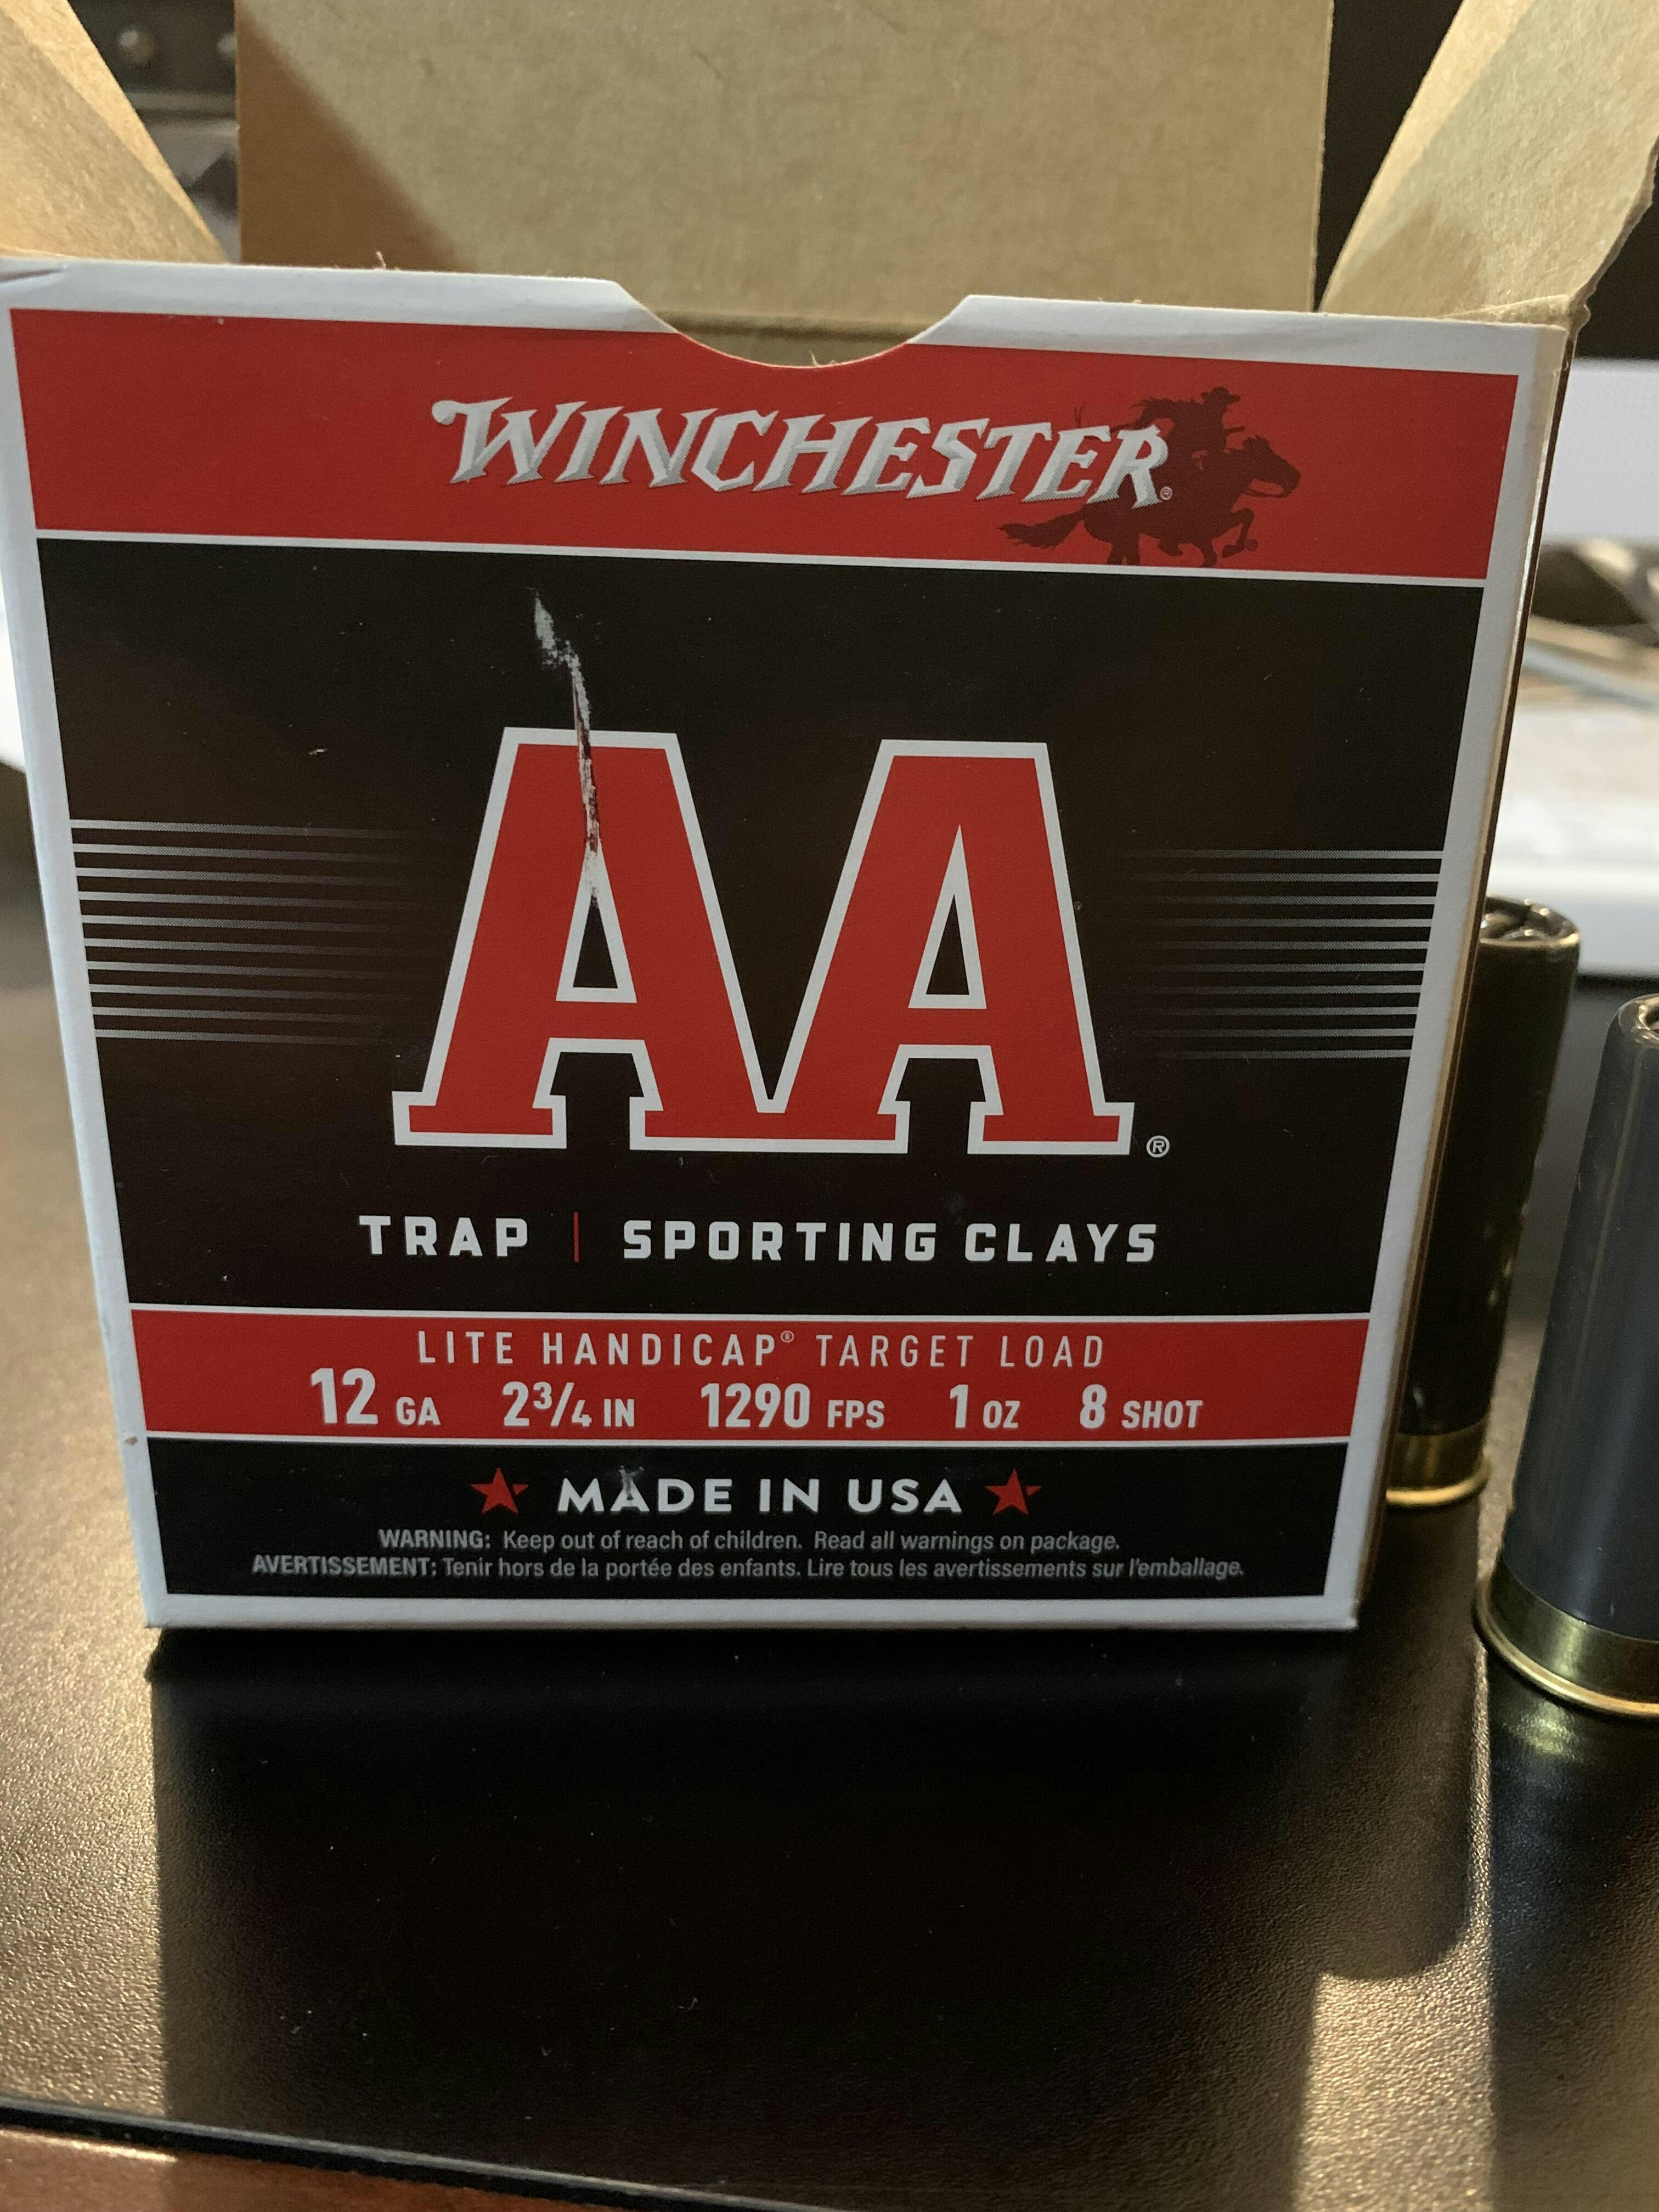 WINCHESTER®
AA®
TRAP | SPORTING CLAYS
LITE HANDICAP® TARGET LOAD
12 GA 2¾ IN 1290 FPS 1 OZ 8 SHOT
★ MADE IN USA ★
WARNING: Keep out of reach of children. Read all warnings on package.
AVERTISSEMENT: Tenir hors de la portée des enfants. Lire tous les avertissements sur l'emballage.